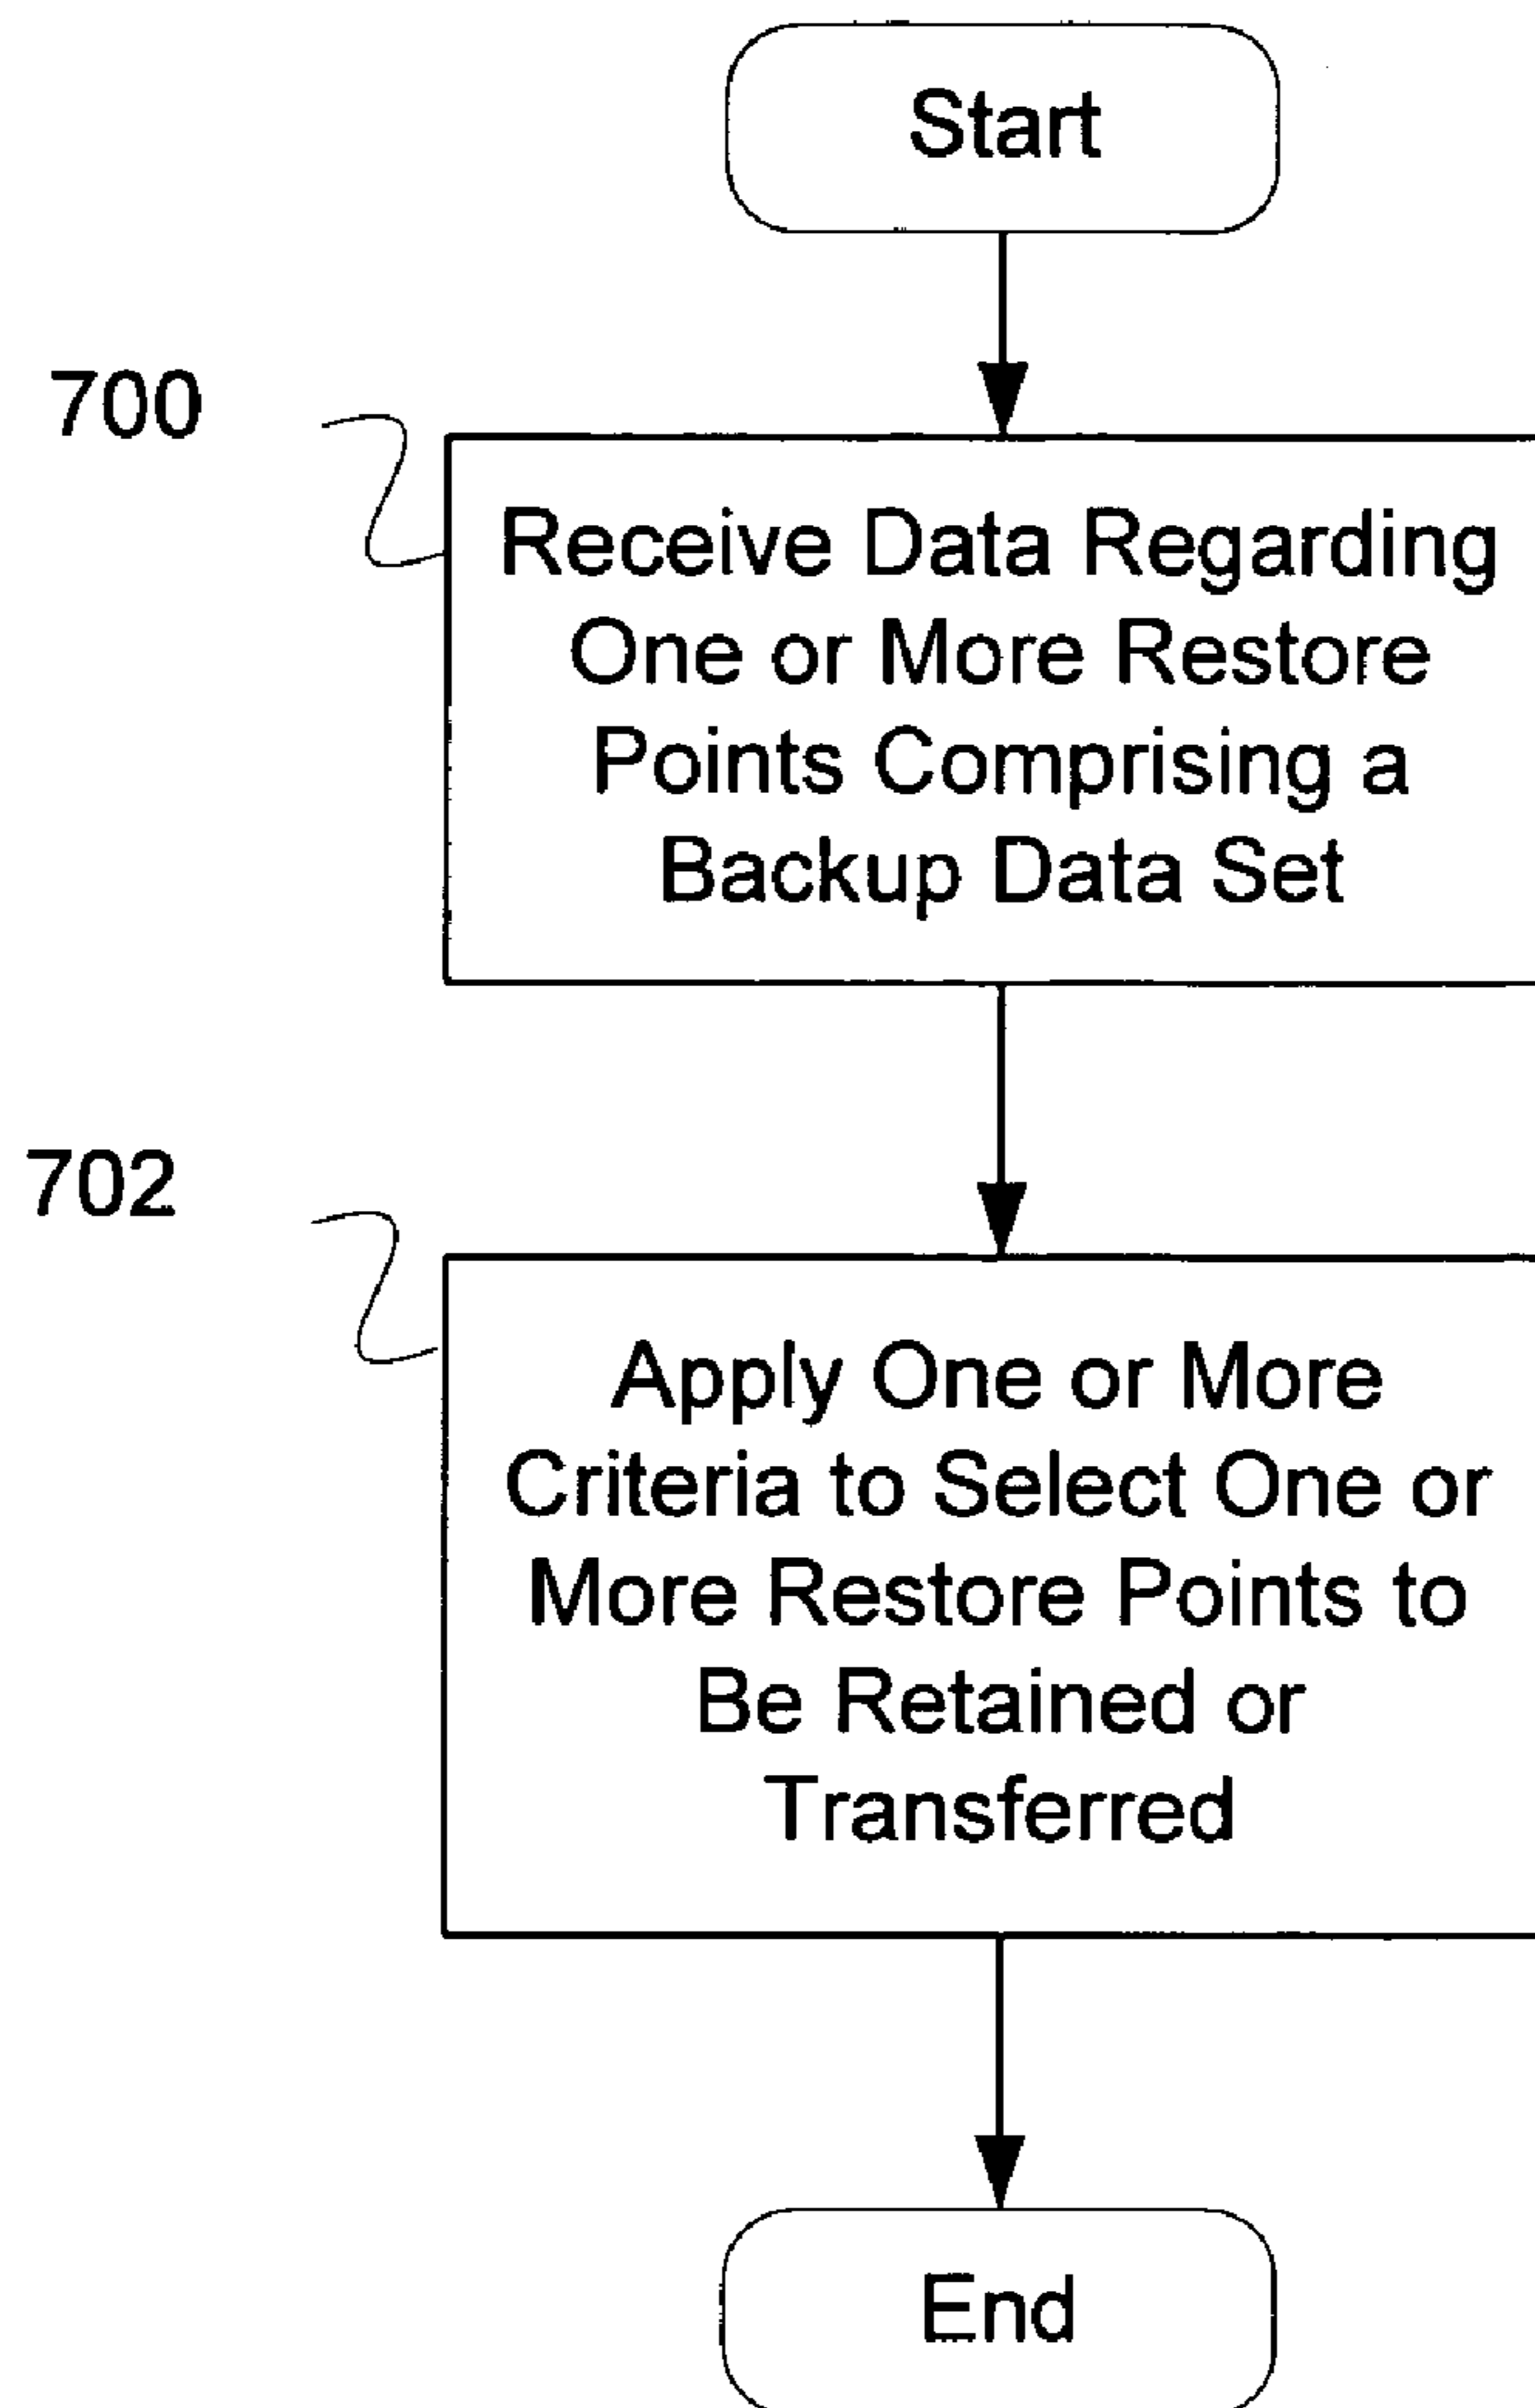 Start
700
Receive Data Regarding
One or More Restore
Points Comprising a
Backup Data Set
702
Apply One or More
Criteria to Select One or
More Restore Points to
Be Retained or
Transferred
End